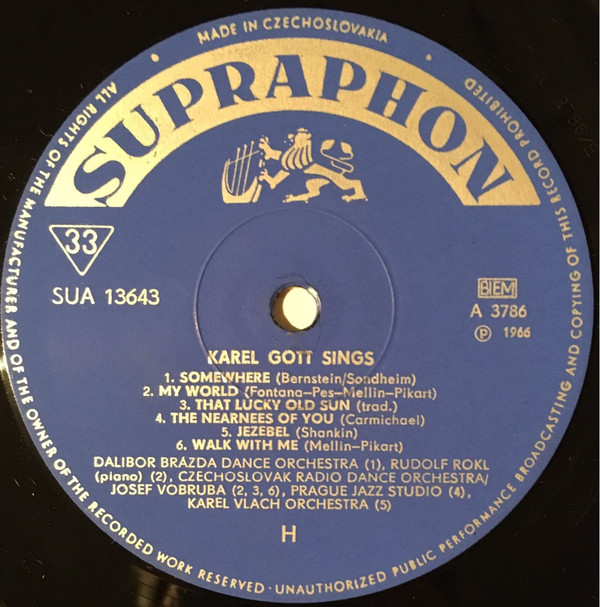 MADE IN CZECHOSLOVAKIA
ALL RIGHTS OF THE MANUFACTURER AND OF THE OWNER OF THE RECORDED WORK RESERVED · UNAUTHORIZED PUBLIC PERFORMANCE BROADCASTING AND COPYING OF THIS RECORD PROHIBITED
SUPRAPHON
33
SUA 13643
BIEM
A 3786
Ⓟ 1966
KAREL GOTT SINGS
1. SOMEWHERE (Bernstein/Sondheim)
2. MY WORLD (Fontana-Pes-Mellin-Pikart)
3. THAT LUCKY OLD SUN (trad.)
4. THE NEARNEES OF YOU (Carmichael)
5. JEZEBEL (Shankin)
6. WALK WITH ME (Mellin-Pikart)
DALIBOR BRÁZDA DANCE ORCHESTRA (1), RUDOLF ROKL
(piano) (2), CZECHOSLOVAK RADIO DANCE ORCHESTRA/
JOSEF VOBRUBA (2, 3, 6), PRAGUE JAZZ STUDIO (4),
KAREL VLACH ORCHESTRA (5)
H